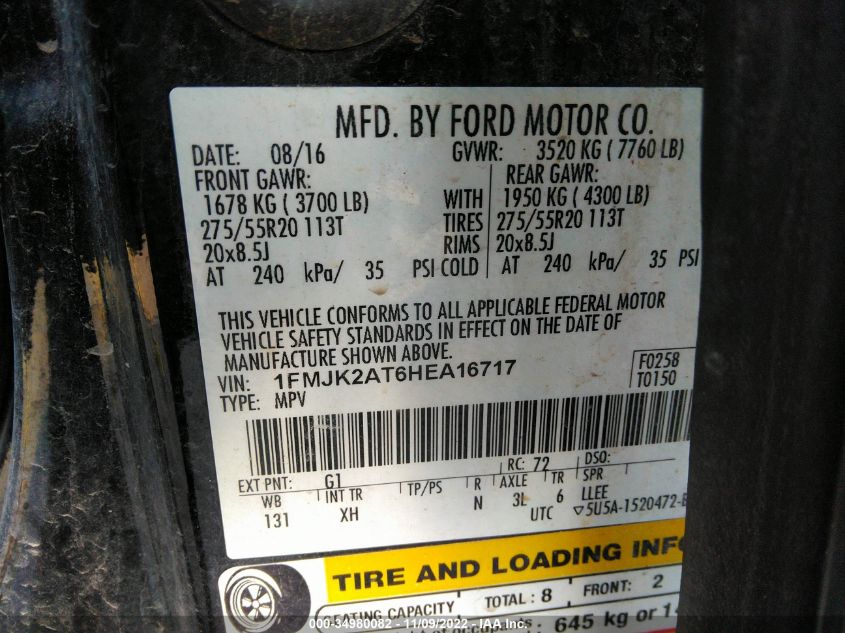 MFD. BY FORD MOTOR CO.
DATE: 08/16 GVWR: 3520 KG ( 7760 LB)
FRONT GAWR: REAR GAWR:
1678 KG ( 3700 LB) WITH 1950 KG ( 4300 LB)
275/55R20 113T TIRES 275/55R20 113T
20x8.5J RIMS 20x8.5J
AT 240 kPa/ 35 PSI COLD AT 240 kPa/ 35 PSI
THIS VEHICLE CONFORMS TO ALL APPLICABLE FEDERAL MOTOR
VEHICLE SAFETY STANDARDS IN EFFECT ON THE DATE OF
MANUFACTURE SHOWN ABOVE.
VIN: 1FMJK2AT6HEA16717 F0258
TYPE: MPV T0150
EXT PNT: G1 RC: 72 DSO:
WB INT TR TP/PS R AXLE TR SPR
131 XH N 3L 6 LLEE
UTC ▽5U5A-1520472-
TIRE AND LOADING INFO
SEATING CAPACITY TOTAL : 8 FRONT: 2
645 kg or 14
000-34980082 - 11/09/2022 - IAA Inc.